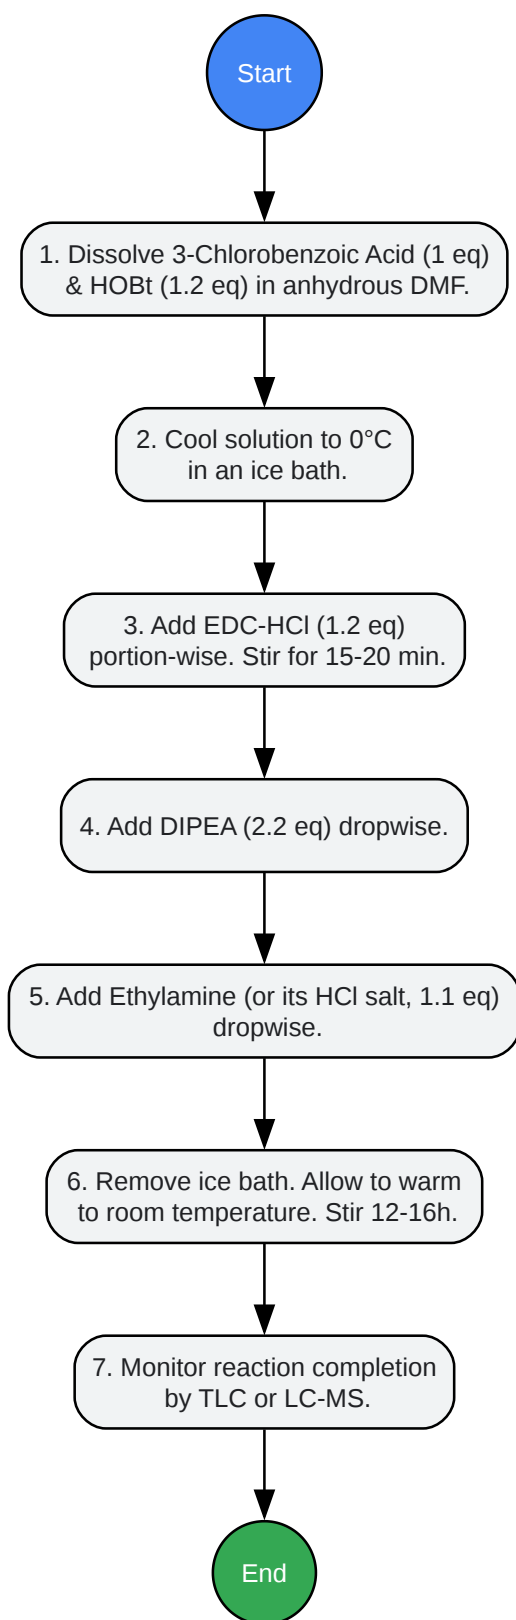 Start
1. Dissolve 3-Chlorobenzoic Acid (1 eq)
& HOBt (1.2 eq) in anhydrous DMF.
2. Cool solution to 0°C
in an ice bath.
3. Add EDC-HCl (1.2 eq)
portion-wise. Stir for 15-20 min.
4. Add DIPEA (2.2 eq) dropwise.
5. Add Ethylamine (or its HCl salt, 1.1 eq)
dropwise.
6. Remove ice bath. Allow to warm
to room temperature. Stir 12-16h.
7. Monitor reaction completion
by TLC or LC-MS.
End